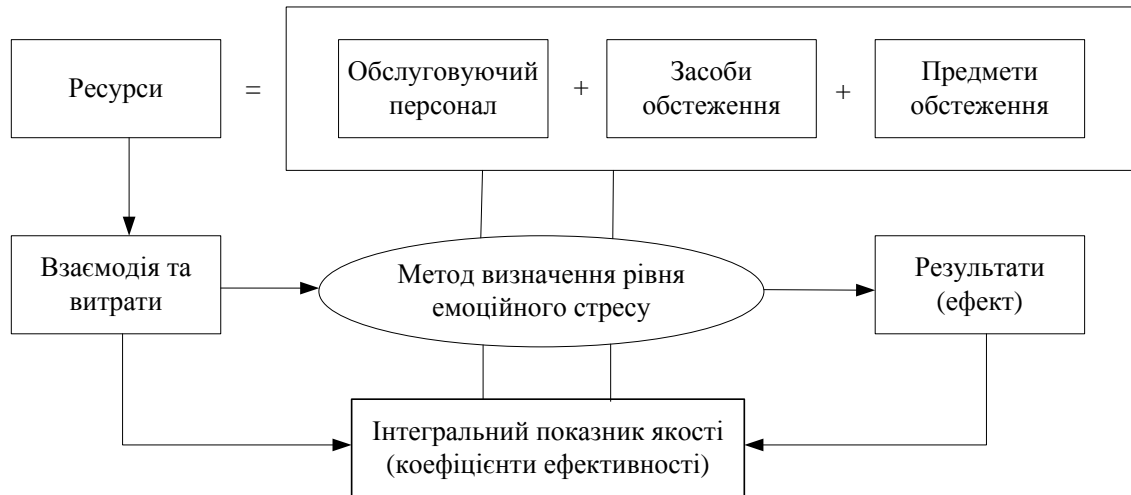 Ресурси
=
Обслуговуючий
персонал
+
Засоби
обстеження
+
Предмети
обстеження
Взаємодія та
витрати
Метод визначення рівня
емоційного стресу
Результати
(ефект)
Інтегральний показник якості
(коефіцієнти ефективності)